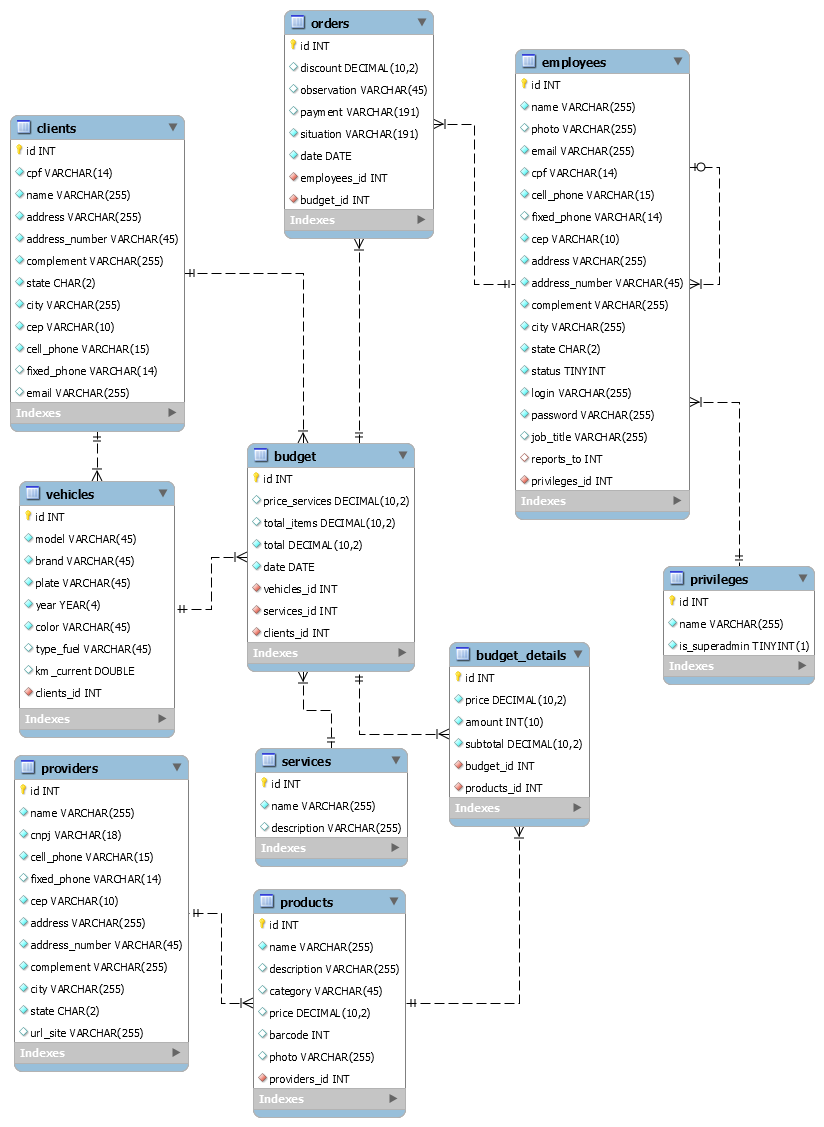 orders
id INT
discount DECIMAL(10,2)
observation VARCHAR(45)
payment VARCHAR(191)
situation VARCHAR(191)
date DATE
employees_id INT
budget_id INT
Indexes
employees
id INT
name VARCHAR(255)
photo VARCHAR(255)
email VARCHAR(255)
cpf VARCHAR(14)
cell_phone VARCHAR(15)
fixed_phone VARCHAR(14)
cep VARCHAR(10)
address VARCHAR(255)
address_number VARCHAR(45)
complement VARCHAR(255)
city VARCHAR(255)
state CHAR(2)
status TINYINT
login VARCHAR(255)
password VARCHAR(255)
job_title VARCHAR(255)
reports_to INT
privileges_id INT
Indexes
clients
id INT
cpf VARCHAR(14)
name VARCHAR(255)
address VARCHAR(255)
address_number VARCHAR(45)
complement VARCHAR(255)
state CHAR(2)
city VARCHAR(255)
cep VARCHAR(10)
cell_phone VARCHAR(15)
fixed_phone VARCHAR(14)
email VARCHAR(255)
Indexes
budget
id INT
price_services DECIMAL(10,2)
total_items DECIMAL(10,2)
total DECIMAL(10,2)
date DATE
vehicles_id INT
services_id INT
clients_id INT
Indexes
vehicles
id INT
model VARCHAR(45)
brand VARCHAR(45)
plate VARCHAR(45)
year YEAR(4)
color VARCHAR(45)
type_fuel VARCHAR(45)
km_current DOUBLE
clients_id INT
Indexes
privileges
id INT
name VARCHAR(255)
is_superadmin TINYINT(1)
Indexes
budget_details
id INT
price DECIMAL(10,2)
amount INT(10)
subtotal DECIMAL(10,2)
budget_id INT
products_id INT
Indexes
services
id INT
name VARCHAR(255)
description VARCHAR(255)
Indexes
providers
id INT
name VARCHAR(255)
cnpj VARCHAR(18)
cell_phone VARCHAR(15)
fixed_phone VARCHAR(14)
cep VARCHAR(10)
address VARCHAR(255)
address_number VARCHAR(45)
complement VARCHAR(255)
city VARCHAR(255)
state CHAR(2)
url_site VARCHAR(255)
Indexes
products
id INT
name VARCHAR(255)
description VARCHAR(255)
category VARCHAR(45)
price DECIMAL(10,2)
barcode INT
photo VARCHAR(255)
providers_id INT
Indexes